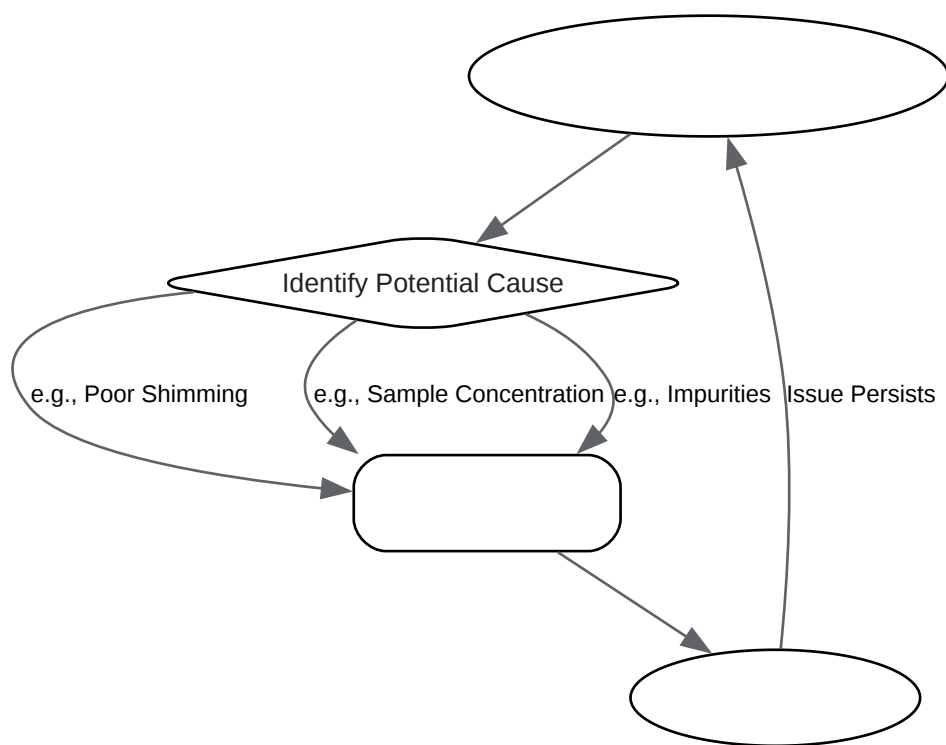 Identify Potential Cause
e.g., Poor Shimming
e.g., Sample Concentration
e.g., Impurities
Issue Persists